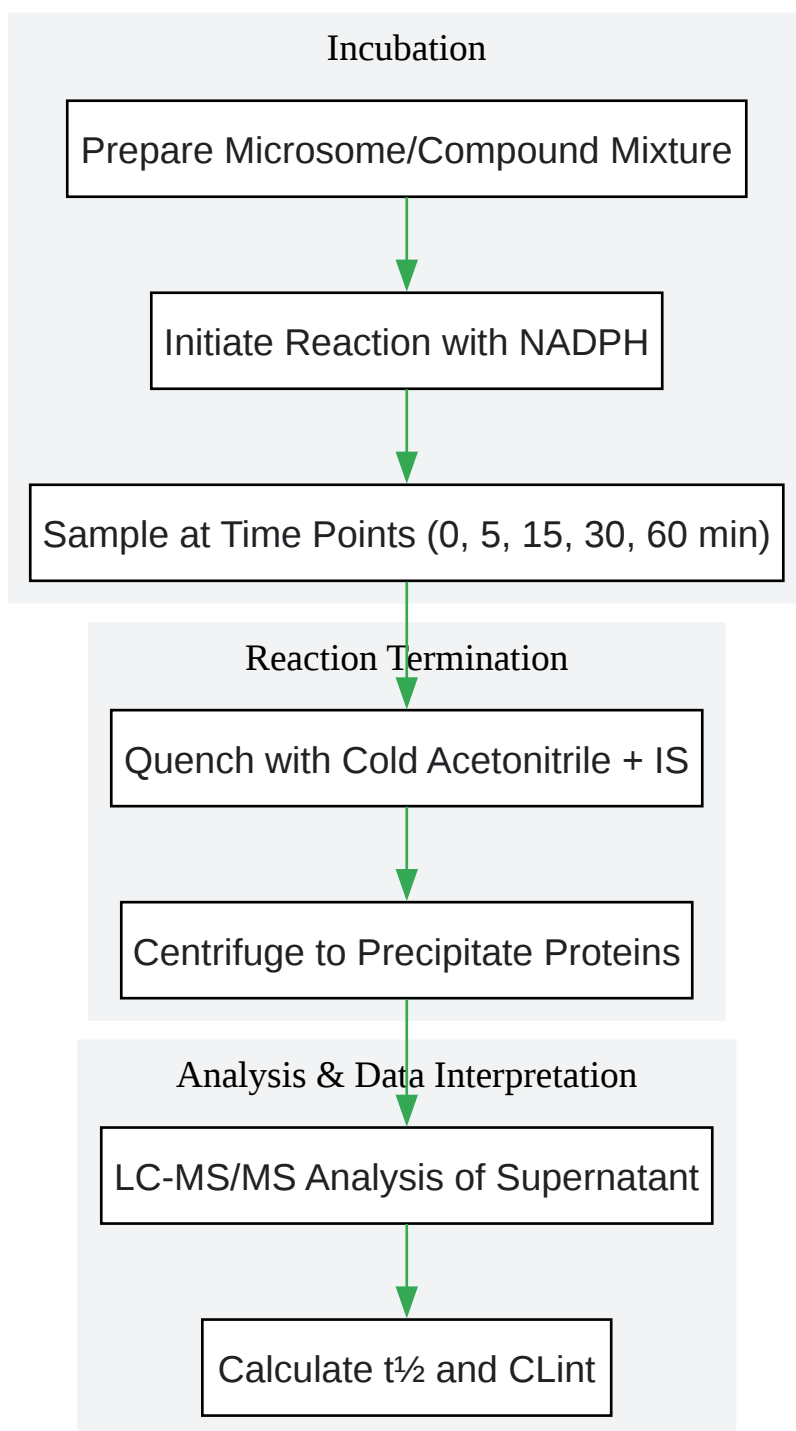 Incubation
Prepare Microsome/Compound Mixture
Initiate Reaction with NADPH
Sample at Time Points (0, 5, 15, 30, 60 min)
Reaction Termination
Quench with Cold Acetonitrile + IS
Centrifuge to Precipitate Proteins
Analysis & Data Interpretation
LC-MS/MS Analysis of Supernatant
Calculate t½ and CLint